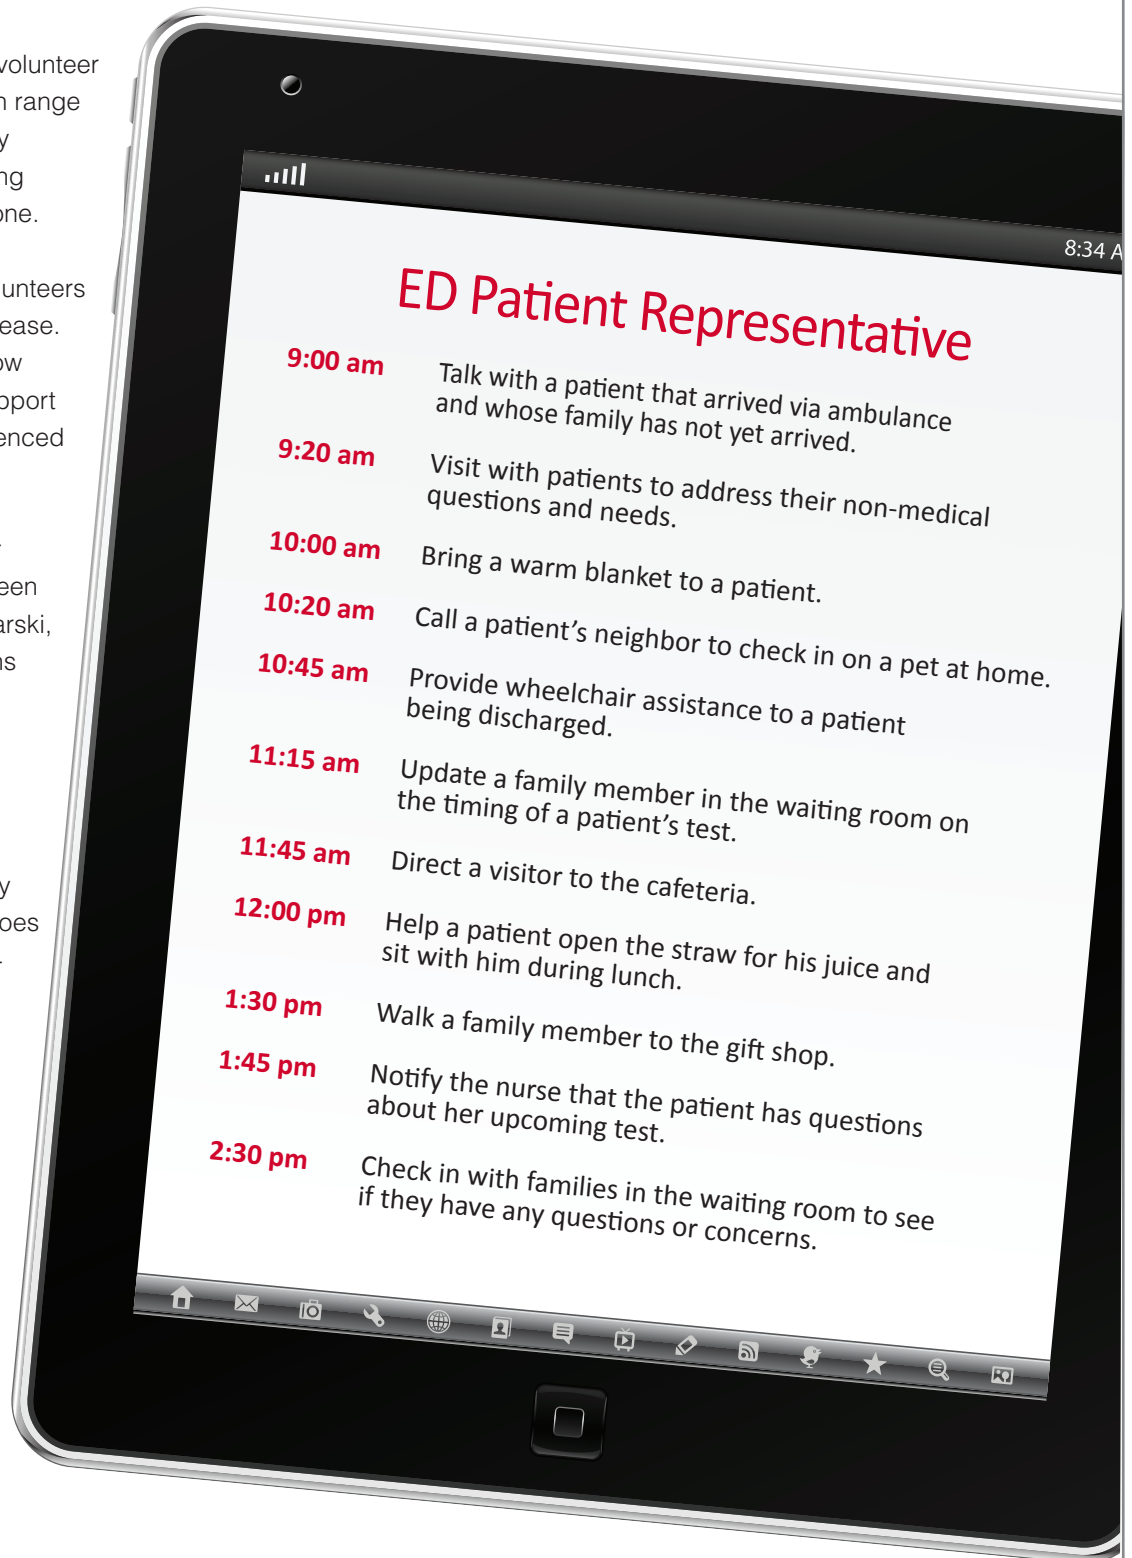 volunteer
range
one.
unteers
ease.
ow
pport
enced
een
arski,
ns
y
oes
8:34 A
ED Patient Representative
9:00 am Talk with a patient that arrived via ambulance
and whose family has not yet arrived.
9:20 am Visit with patients to address their non-medical
questions and needs.
10:00 am Bring a warm blanket to a patient.
10:20 am Call a patient’s neighbor to check in on a pet at home.
10:45 am Provide wheelchair assistance to a patient
being discharged.
11:15 am Update a family member in the waiting room on
the timing of a patient’s test.
11:45 am Direct a visitor to the cafeteria.
12:00 pm Help a patient open the straw for his juice and
sit with him during lunch.
1:30 pm Walk a family member to the gift shop.
1:45 pm Notify the nurse that the patient has questions
about her upcoming test.
2:30 pm Check in with families in the waiting room to see
if they have any questions or concerns.